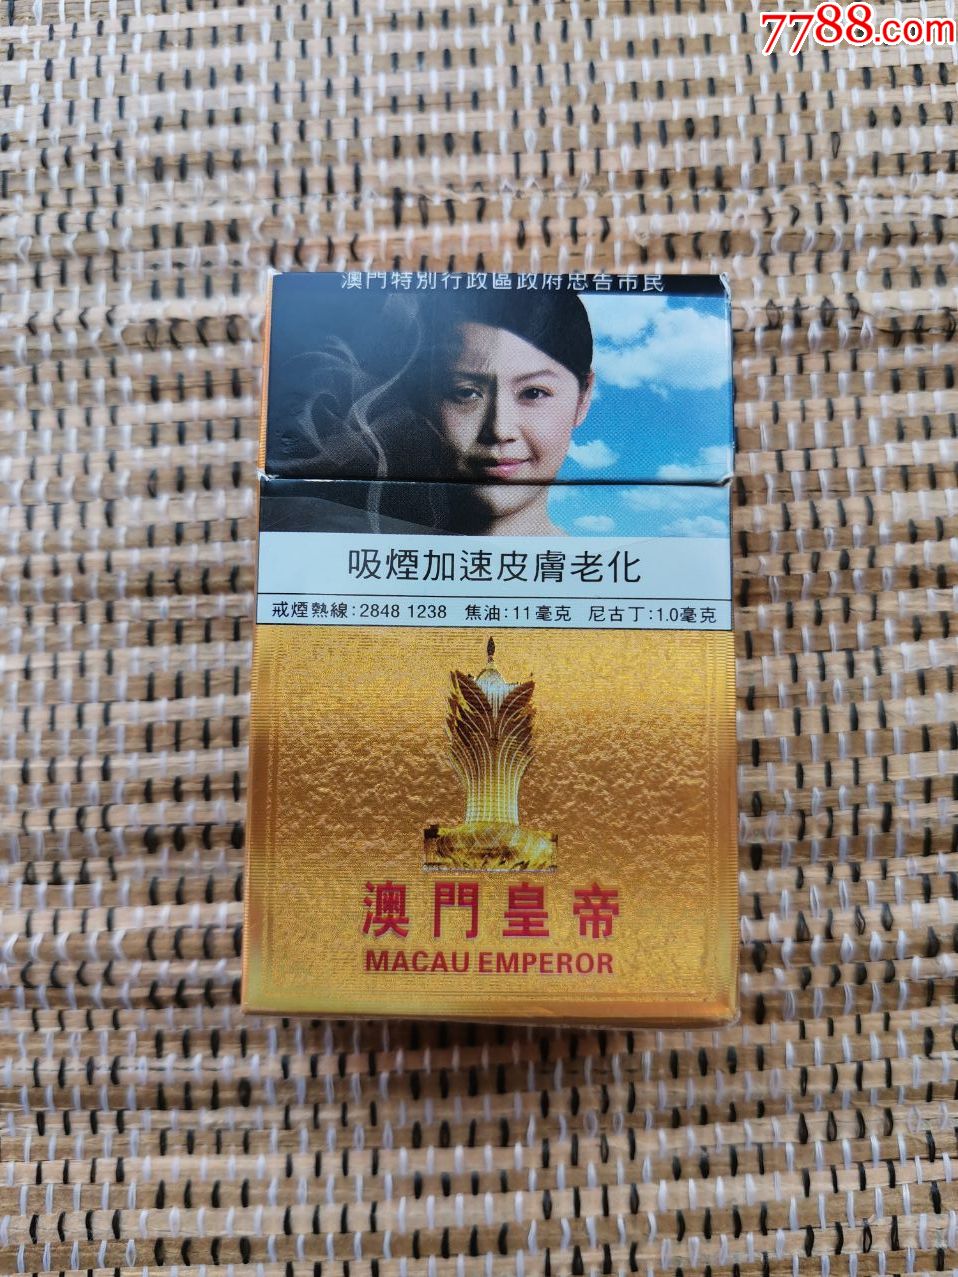 7788.com
澳門特別行政區政府忠告市民
吸煙加速皮膚老化
戒煙熱線:2848 1238 焦油:11毫克 尼古丁:1.0毫克
澳門皇帝
MACAU EMPEROR